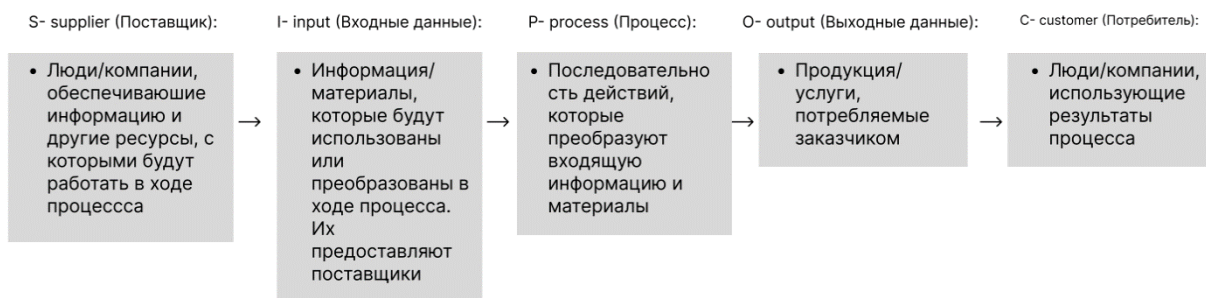 S- supplier (Поставщик):
• Люди/компании,
обеспечиваюшие
информацию и
другие ресурсы, с
которыми будут
работать в ходе
процессса
I- input (Входные данные):
• Информация/
материалы,
которые будут
использованы
или
преобразованы в
ходе процесса.
Их
предоставляют
поставщики
P- process (Процесс):
• Последовательно
сть действий,
которые
преобразуют
входящую
информацию и
материалы
O- output (Выходные данные):
• Продукция/
услуги,
потребляемые
заказчиком
C- customer (Потребитель):
• Люди/компании,
использующие
результаты
процесса